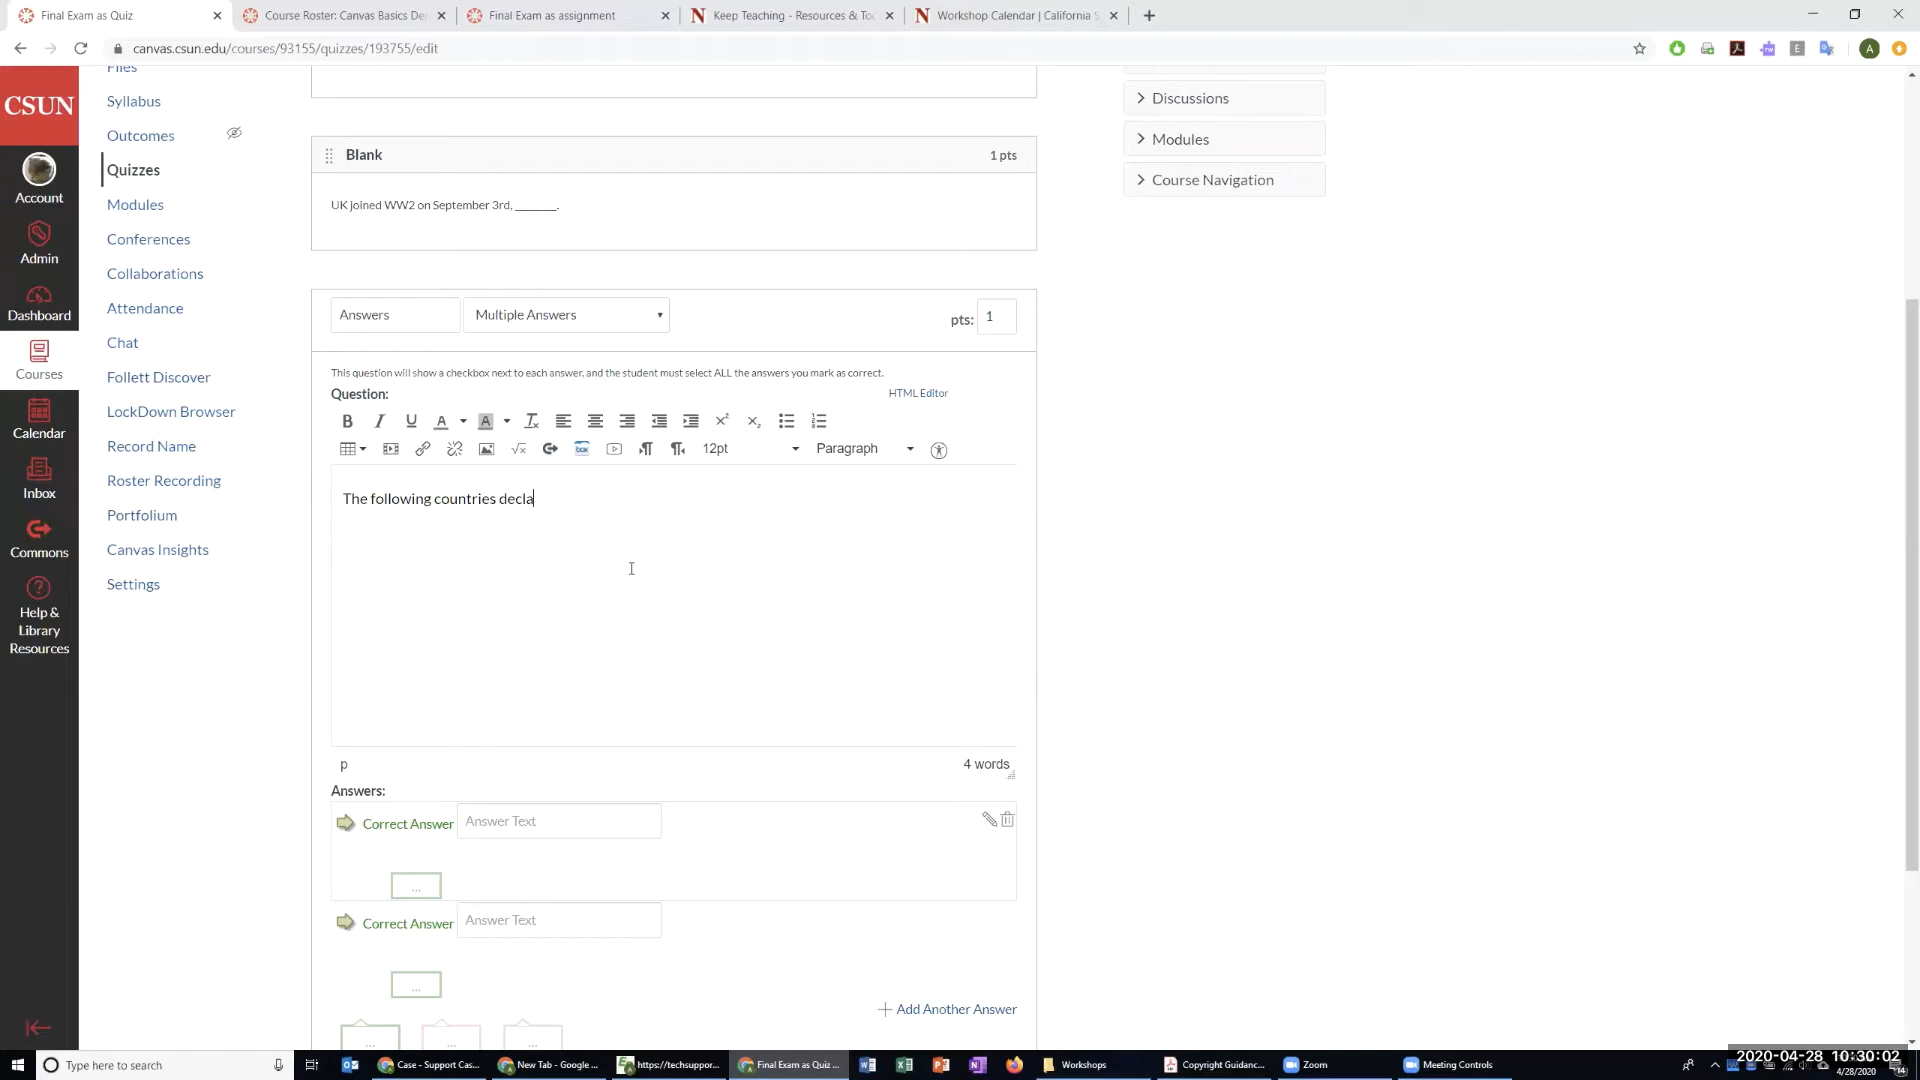 Final Exam as Quiz
Course Roster: Canvas Basics De
Final Exam as assignment
Keep Teaching - Resources & To
Workshop Calendar | California S
canvas.csun.edu/courses/93155/quizzes/193755/edit
CSUN
Account
Admin
Dashboard
Courses
Calendar
Inbox
Commons
Help &
Library
Resources
Files
Syllabus
Outcomes
Quizzes
Modules
Conferences
Collaborations
Attendance
Chat
Follett Discover
LockDown Browser
Record Name
Roster Recording
Portfolium
Canvas Insights
Settings
Blank
1 pts
UK joined WW2 on September 3rd, ________.
Answers
Multiple Answers
pts: 1
This question will show a checkbox next to each answer, and the student must select ALL the answers you mark as correct.
Question:
HTML Editor
12pt
Paragraph
The following countries decla
p
4 words
Answers:
Correct Answer
Answer Text
...
Correct Answer
Answer Text
...
Add Another Answer
... ... ...
Discussions
Modules
Course Navigation
Type here to search
Case - Support Cas...
New Tab - Google ...
https://techsuppor...
Final Exam as Quiz ...
Workshops
Copyright Guidanc...
Zoom
Meeting Controls
2020-04-28 10:30:02
4/28/2020